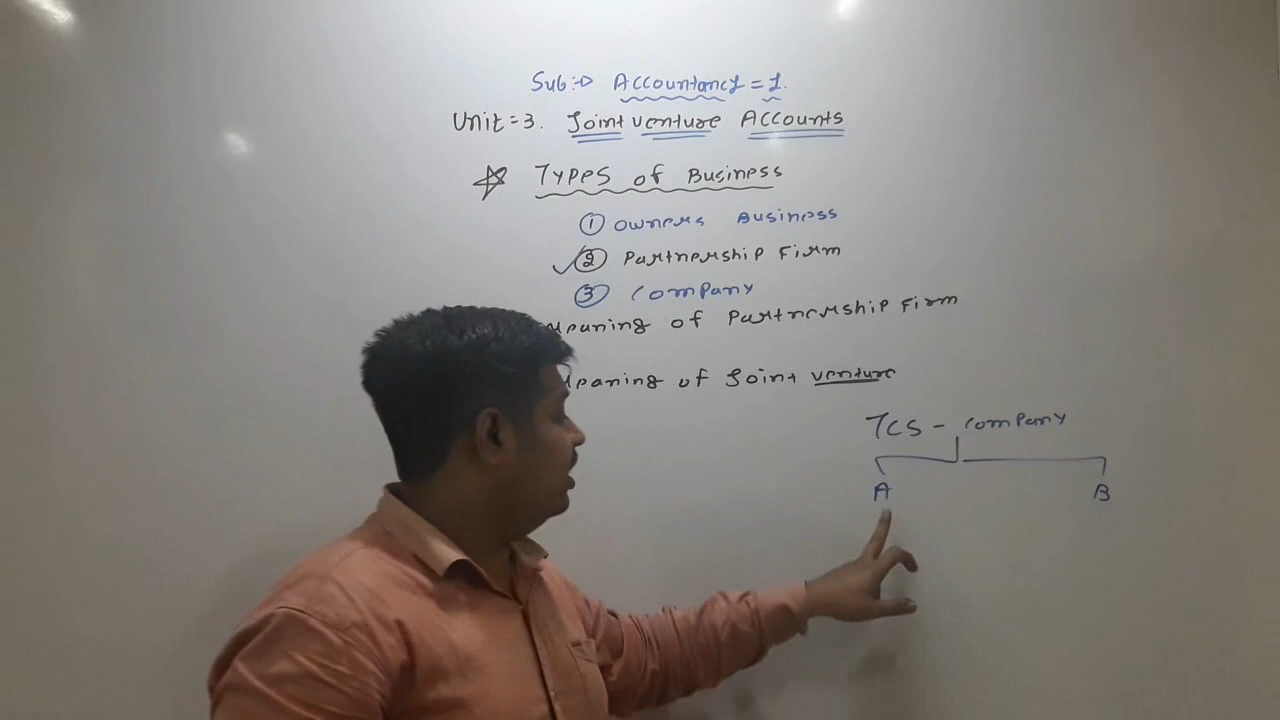 Sub:→ Accountancy = 1.
Unit = 3. Joint venture Accounts
Types of Business
① Owners Business
② Partnership Firm
③ Company
Meaning of Partnership Firm
Meaning of Joint venture
TCS - Company
A B